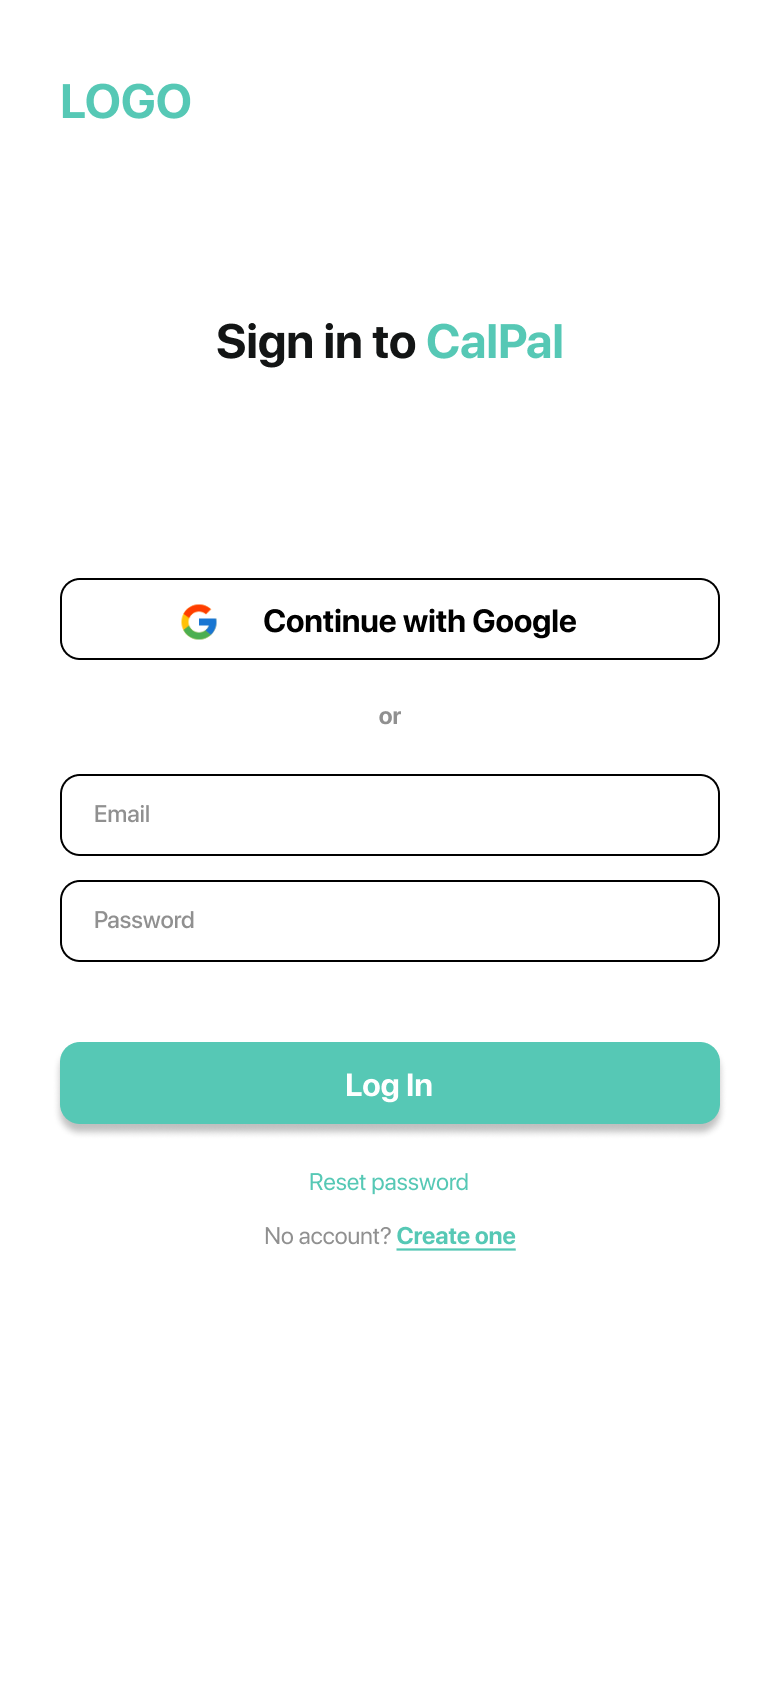 LOGO
Sign in to CalPal
Continue with Google
or
Email
Password
Log In
Reset password
No account? Create one